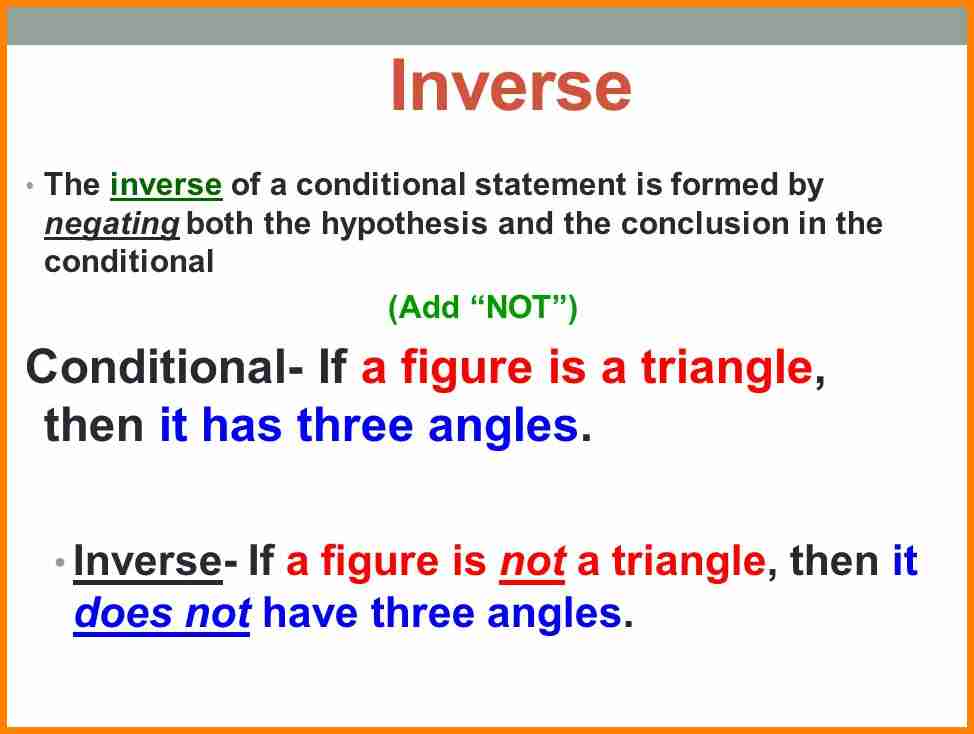 Inverse
• The inverse of a conditional statement is formed by
negating both the hypothesis and the conclusion in the
conditional
(Add “NOT”)
Conditional- If a figure is a triangle,
then it has three angles.
• Inverse- If a figure is not a triangle, then it
does not have three angles.